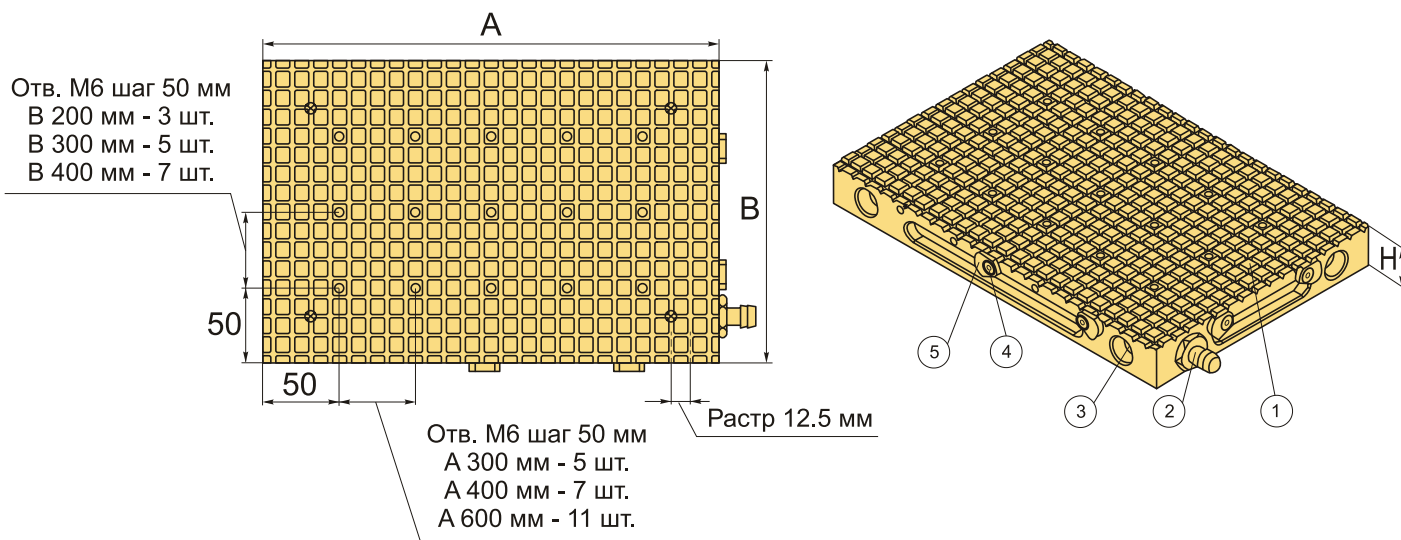 A
Отв. М6 шаг 50 мм
В 200 мм - 3 шт.
В 300 мм - 5 шт.
В 400 мм - 7 шт.
B
H
50
50
Растр 12.5 мм
Отв. М6 шаг 50 мм
А 300 мм - 5 шт.
А 400 мм - 7 шт.
А 600 мм - 11 шт.
5
4
3
2
1